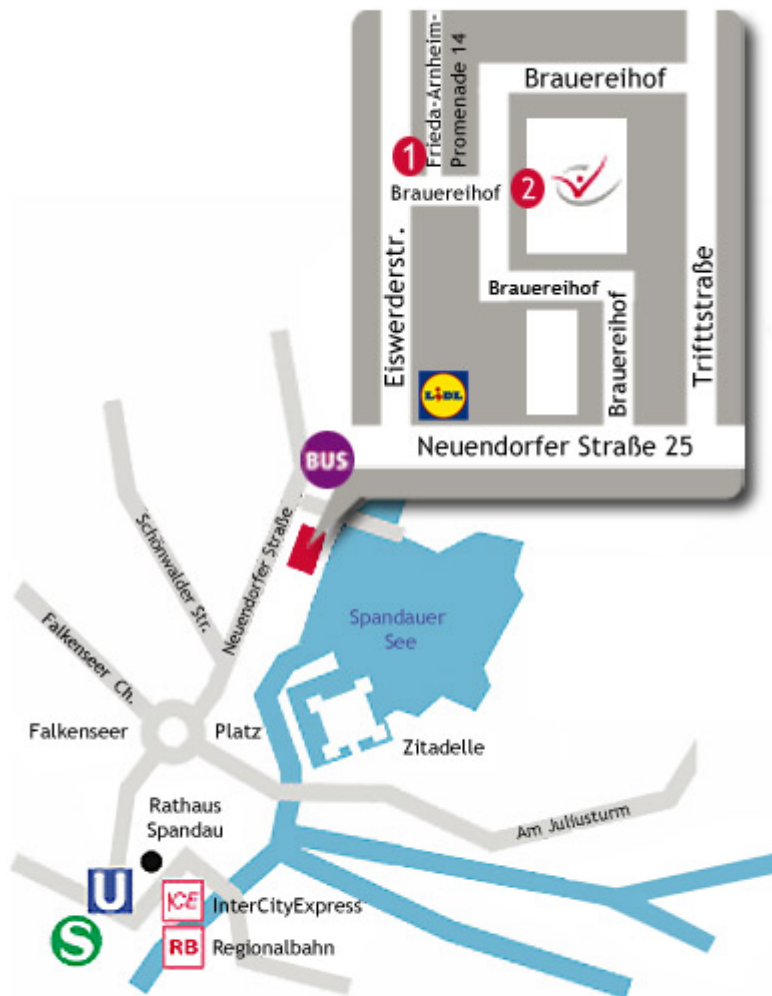 Frieda-Arnheim-
Promenade 14
Brauereihof
1
Brauereihof
2
Eiswerderstr.
Brauereihof
Brauereihof
Trifttstraße
LiDL
Neuendorfer Straße 25
BUS
Schönwalder Str.
Neuendorfer Straße
Falkenseer Ch.
Spandauer
See
Falkenseer
Platz
Zitadelle
Rathaus
Spandau
Am Juliusturm
U
S
ICE
InterCityExpress
RB
Regionalbahn